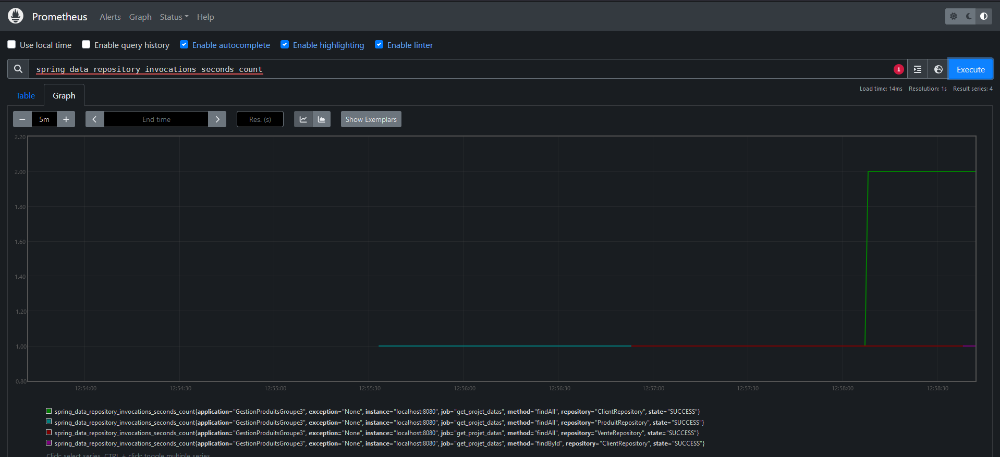 Prometheus Alerts Graph Status Help
Use local time Enable query history Enable autocomplete Enable highlighting Enable linter
spring_data_repository_invocations_seconds_count 1 Execute
Load time: 14ms Resolution: 1s Result series: 4
Table Graph
5m End time Res. (s) Show Exemplars
2.20
2.00
1.80
1.60
1.40
1.20
1.00
0.80
12:54:00 12:54:30 12:55:00 12:55:30 12:56:00 12:56:30 12:57:00 12:57:30 12:58:00 12:58:30
spring_data_repository_invocations_seconds_count{application="GestionProduitsGroupe3", exception="None", instance="localhost:8080", job="get_projet_datas", method="findAll", repository="ClientRepository", state="SUCCESS"}
spring_data_repository_invocations_seconds_count{application="GestionProduitsGroupe3", exception="None", instance="localhost:8080", job="get_projet_datas", method="findAll", repository="ProduitRepository", state="SUCCESS"}
spring_data_repository_invocations_seconds_count{application="GestionProduitsGroupe3", exception="None", instance="localhost:8080", job="get_projet_datas", method="findAll", repository="VenteRepository", state="SUCCESS"}
spring_data_repository_invocations_seconds_count{application="GestionProduitsGroupe3", exception="None", instance="localhost:8080", job="get_projet_datas", method="findById", repository="ClientRepository", state="SUCCESS"}
Click: select series, CTRL + click: toggle multiple series